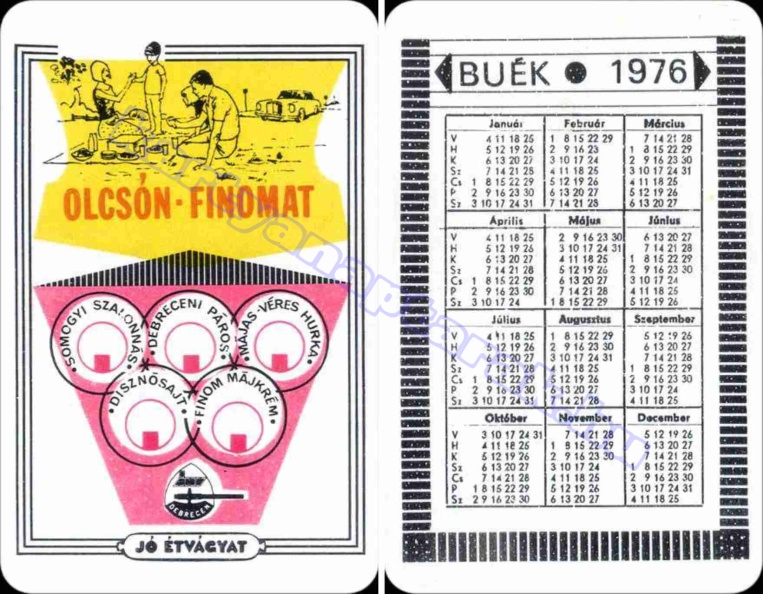 OLCSÓN · FINOMAT
· SOMOGYI SZALONNÁS ·
· DEBRECENI PÁROS ·
· MÁJAS-VÉRES HURKA ·
· DISZNÓSAJT ·
· FINOM MÁJKRÉM ·
DEBRECEN
JÓ ÉTVÁGYAT
BUÉK ● 1976
Január Február Március
V 4 11 18 25 1 8 15 22 29 7 14 21 28
H 5 12 19 26 2 9 16 23 1 8 15 22 29
K 6 13 20 27 3 10 17 24 2 9 16 23 30
Sz 7 14 21 28 4 11 18 25 3 10 17 24 31
Cs 1 8 15 22 29 5 12 19 26 4 11 18 25
P 2 9 16 23 30 6 13 20 27 5 12 19 26
Sz 3 10 17 24 31 7 14 21 28 6 13 20 27
Április Május Június
V 4 11 18 25 2 9 16 23 30 6 13 20 27
H 5 12 19 26 3 10 17 24 31 7 14 21 28
K 6 13 20 27 4 11 18 25 1 8 15 22 29
Sz 7 14 21 28 5 12 19 26 2 9 16 23 30
Cs 1 8 15 22 29 6 13 20 27 3 10 17 24
P 2 9 16 23 30 7 14 21 28 4 11 18 25
Sz 3 10 17 24 1 8 15 22 29 5 12 19 26
Július Augusztus Szeptember
V 4 11 18 25 1 8 15 22 29 5 12 19 26
H 5 12 19 26 2 9 16 23 30 6 13 20 27
K 6 13 20 27 3 10 17 24 31 7 14 21 28
Sz 7 14 21 28 4 11 18 25 1 8 15 22 29
Cs 1 8 15 22 29 5 12 19 26 2 9 16 23 30
P 2 9 16 23 30 6 13 20 27 3 10 17 24
Sz 3 10 17 24 31 7 14 21 28 4 11 18 25
Október November December
V 3 10 17 24 31 7 14 21 28 5 12 19 26
H 4 11 18 25 1 8 15 22 29 6 13 20 27
K 5 12 19 26 2 9 16 23 30 7 14 21 28
Sz 6 13 20 27 3 10 17 24 1 8 15 22 29
Cs 7 14 21 28 4 11 18 25 2 9 16 23 30
P 1 8 15 22 29 5 12 19 26 3 10 17 24 31
Sz 2 9 16 23 30 6 13 20 27 4 11 18 25